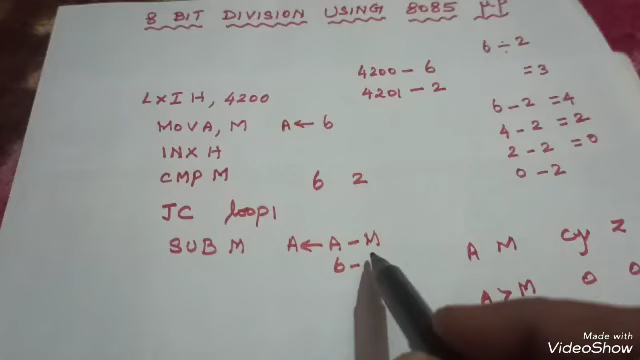 8 BIT DIVISION USING 8085 μP
6 ÷ 2
= 3
4200 - 6
4201 - 2
LXI H, 4200
MOV A, M A ← 6
INX H
CMP M 6 2
JC loop1
SUB M A ← A - M
6 -
6 - 2 = 4
4 - 2 = 2
2 - 2 = 0
0 - 2
A M CY Z
A > M 0 0
Made with
VideoShow